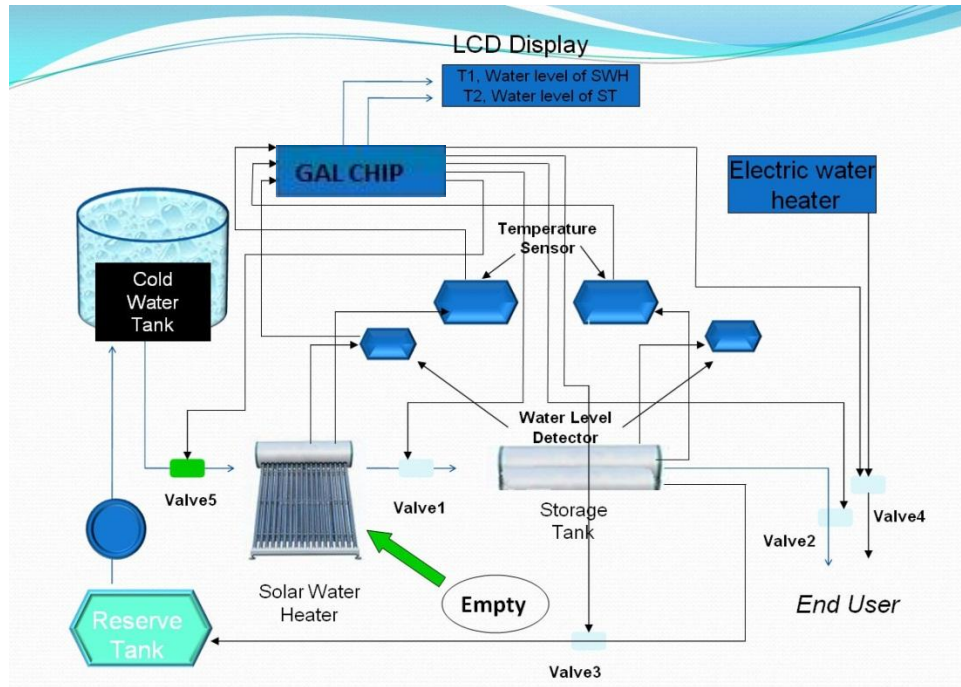 LCD Display
T1, Water level of SWH
T2, Water level of ST
GAL CHIP
Electric water
heater
Temperature
Sensor
Cold
Water
Tank
Water Level
Detector
Valve5
Valve1
Storage
Tank
Valve2
Valve4
Solar Water
Heater
Empty
End User
Reserve
Tank
Valve3